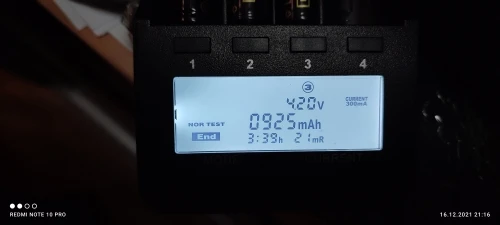 1 2 3 4
3
4.20V
CURRENT
300mA
NOR TEST
0925mAh
End
3:39h 21mR
REDMI NOTE 10 PRO
16.12.2021 21:16